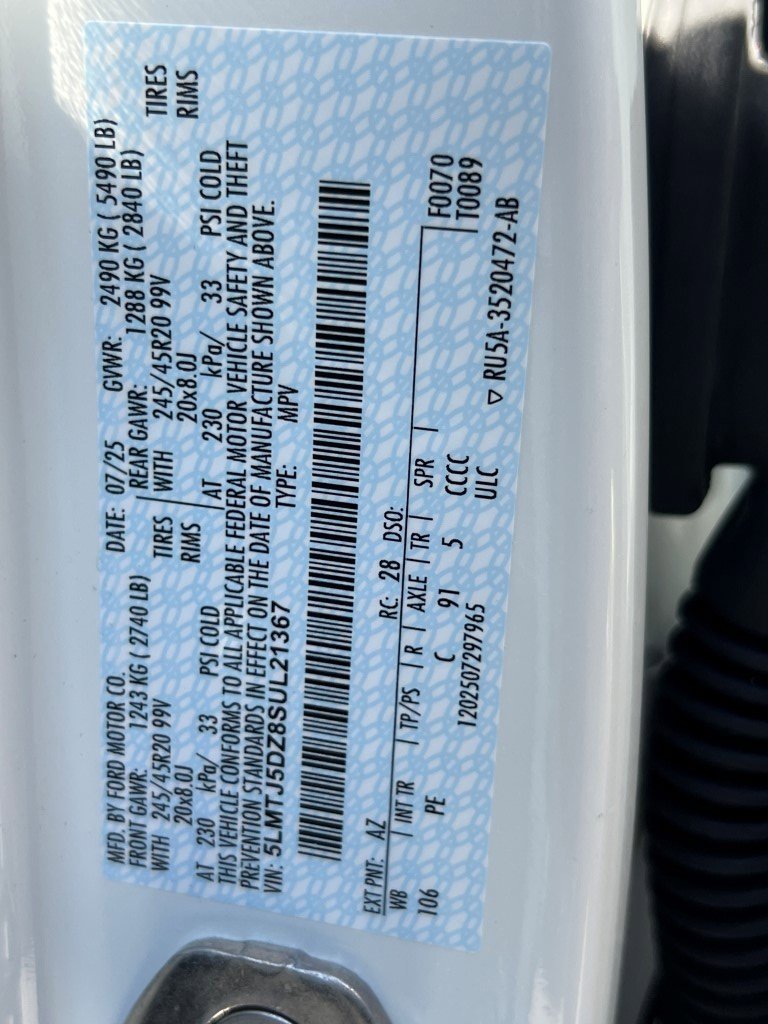 MFD. BY FORD MOTOR CO. DATE: 07/25 GVWR: 2490 KG ( 5490 LB)
FRONT GAWR: 1243 KG ( 2740 LB) REAR GAWR: 1288 KG ( 2840 LB)
WITH 245/45R20 99V TIRES WITH 245/45R20 99V TIRES
20x8.0J RIMS 20x8.0J RIMS
AT 230 kPa/ 33 PSI COLD AT 230 kPa/ 33 PSI COLD
THIS VEHICLE CONFORMS TO ALL APPLICABLE FEDERAL MOTOR VEHICLE SAFETY AND THEFT
PREVENTION STANDARDS IN EFFECT ON THE DATE OF MANUFACTURE SHOWN ABOVE.
VIN: 5LMTJ5DZ8SUL21367 TYPE: MPV
EXT PNT: AZ RC: 28 DSO: F0070
WB INT TR TP/PS R AXLE TR SPR T0089
106 PE C 91 5 CCCC
120250729​7965 ULC ▽ RU5A-3520472-AB